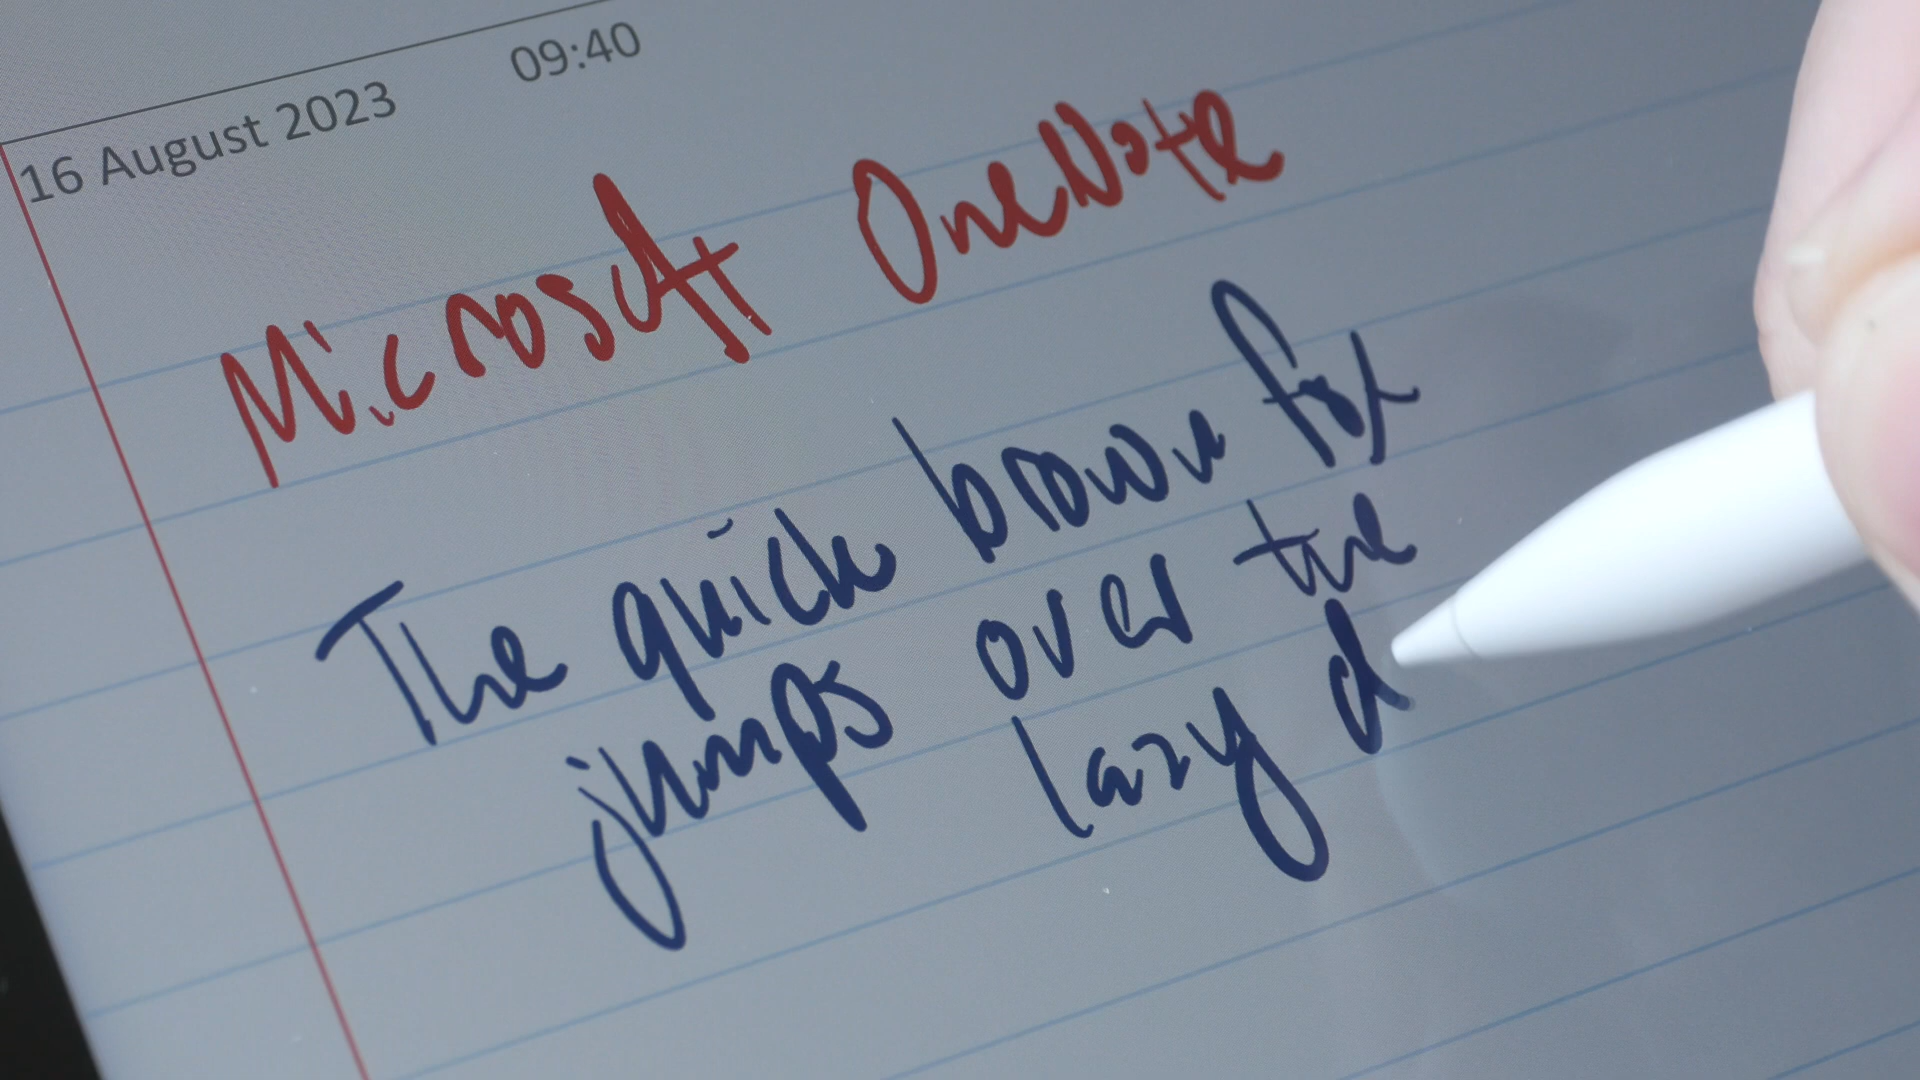 16 August 2023 09:40
Microsoft OneNote
The quick brown fox
jumps over the
lazy d